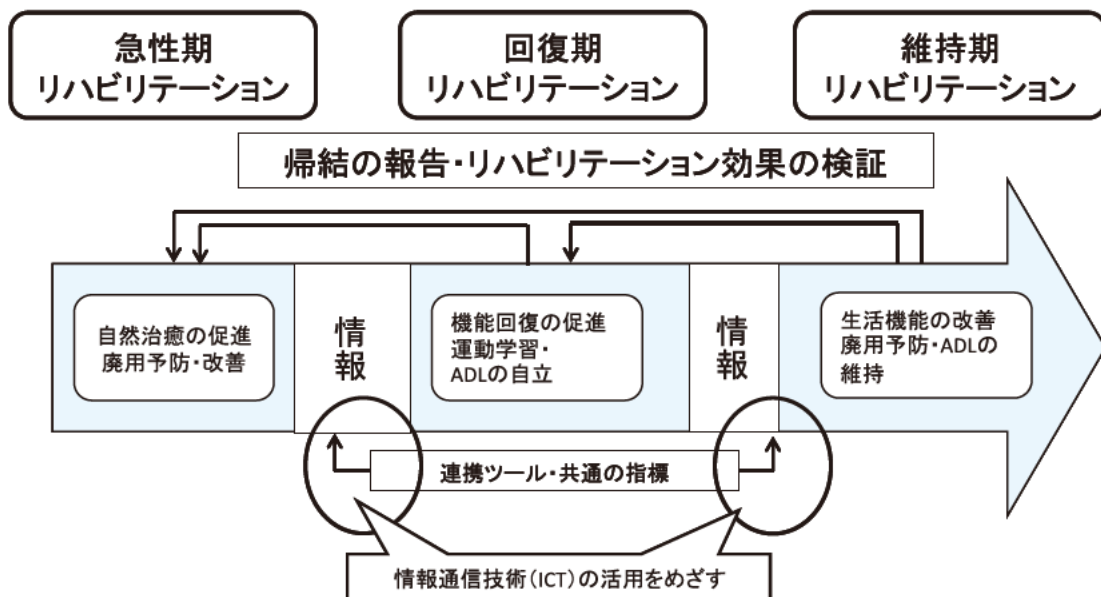 急性期
リハビリテーション
回復期
リハビリテーション
維持期
リハビリテーション
帰結の報告・リハビリテーション効果の検証
自然治癒の促進
廃用予防・改善
情報
機能回復の促進
運動学習・
ADLの自立
情報
生活機能の改善
廃用予防・ADLの
維持
連携ツール・共通の指標
情報通信技術(ICT)の活用をめざす